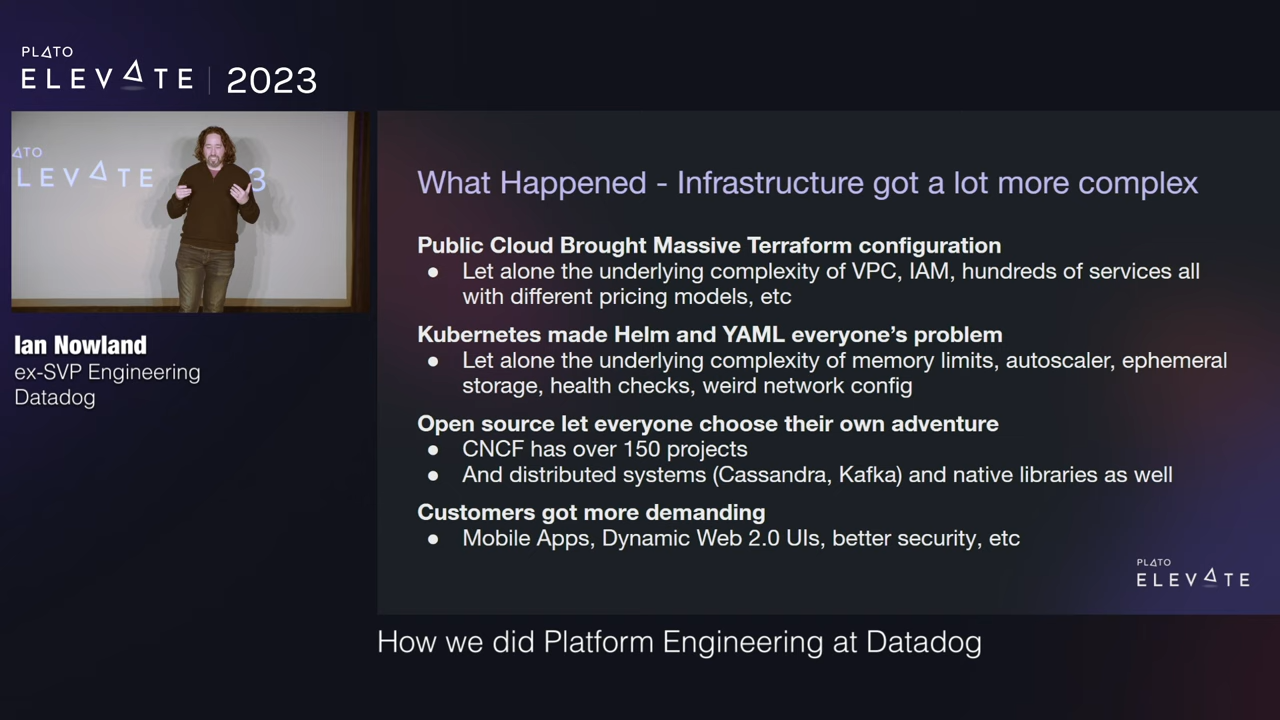 PLATO
ELEVATE | 2023
ATO
LEVATE 3
Ian Nowland
ex-SVP Engineering
Datadog
What Happened - Infrastructure got a lot more complex
Public Cloud Brought Massive Terraform configuration
● Let alone the underlying complexity of VPC, IAM, hundreds of services all
with different pricing models, etc
Kubernetes made Helm and YAML everyone's problem
● Let alone the underlying complexity of memory limits, autoscaler, ephemeral
storage, health checks, weird network config
Open source let everyone choose their own adventure
● CNCF has over 150 projects
● And distributed systems (Cassandra, Kafka) and native libraries as well
Customers got more demanding
● Mobile Apps, Dynamic Web 2.0 UIs, better security, etc
PLATO
ELEVATE
How we did Platform Engineering at Datadog